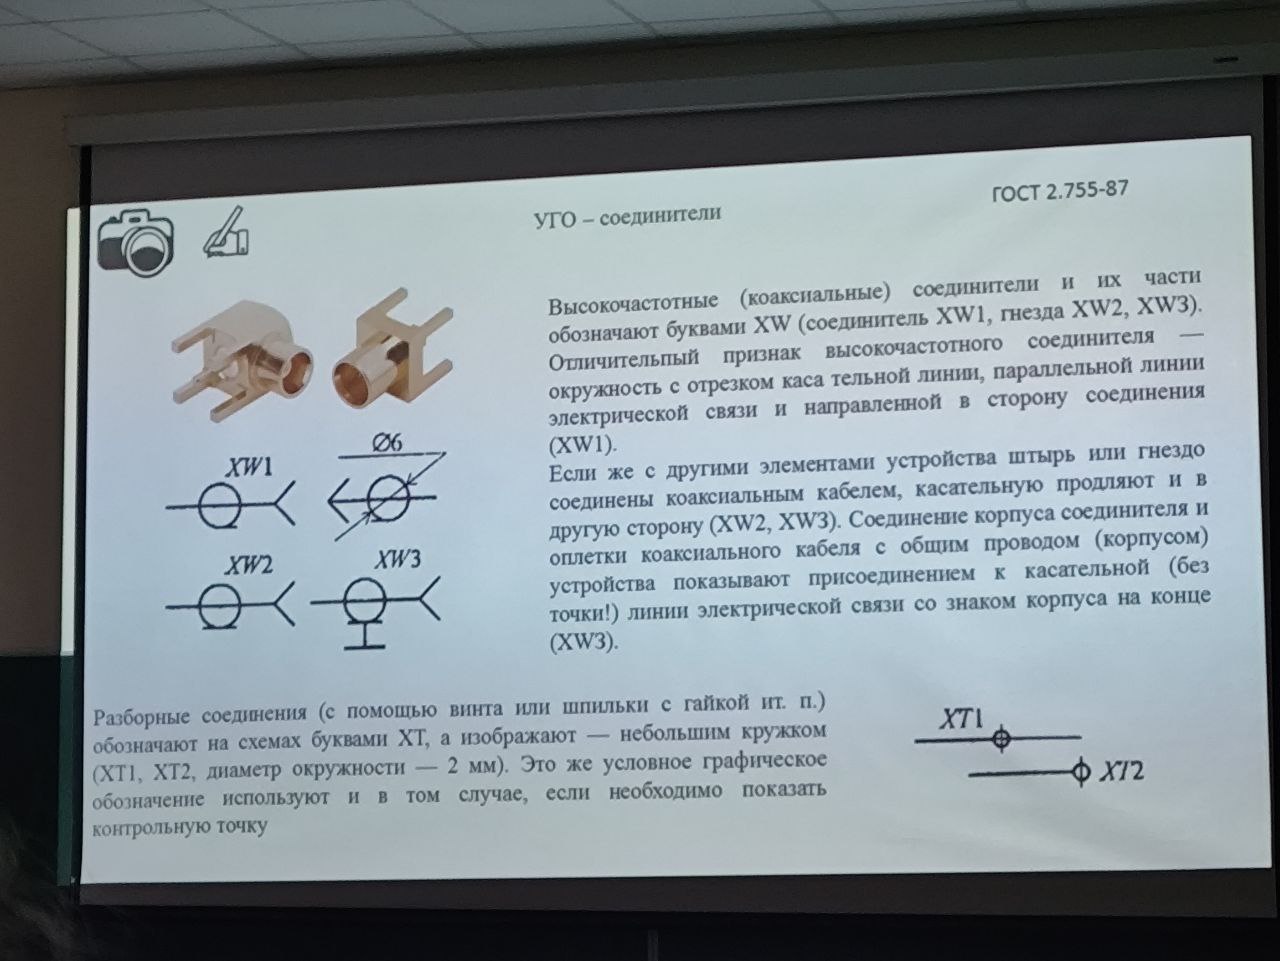 УГО – соединители
ГОСТ 2.755-87
Высокочастотные (коаксиальные) соединители и их части
обозначают буквами XW (соединитель XW1, гнезда XW2, XW3).
Отличительпый признак высокочастотного соединителя —
окружность с отрезком каса тельной линии, параллельной линии
электрической связи и направленной в сторону соединения
(XW1).
Если же с другими элементами устройства штырь или гнездо
соединены коаксиальным кабелем, касательную продляют и в
другую сторону (XW2, XW3). Соединение корпуса соединителя и
оплетки коаксиального кабеля с общим проводом (корпусом)
устройства показывают присоединением к касательной (без
точки!) линии электрической связи со знаком корпуса на конце
(XW3).
XW1
Ø6
XW2
XW3
Разборные соединения (с помощью винта или шпильки с гайкой ит. п.)
обозначают на схемах буквами XT, а изображают — небольшим кружком
(XT1, XT2, диаметр окружности — 2 мм). Это же условное графическое
обозначение используют и в том случае, если необходимо показать
контрольную точку
XT1
XT2